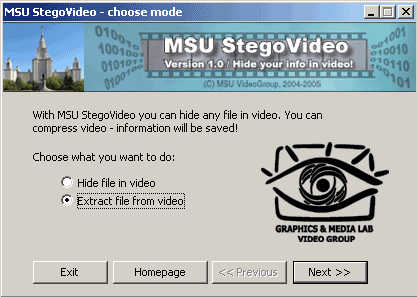 MSU StegoVideo - choose mode
MSU StegoVideo
Version 1.0 / Hide your info in video!
(C) MSU VideoGroup, 2004-2005
With MSU StegoVideo you can hide any file in video. You can
compress video - information will be saved!
Choose what you want to do:
Hide file in video
Extract file from video
GRAPHICS & MEDIA LAB
VIDEO GROUP
Exit
Homepage
<< Previous
Next >>